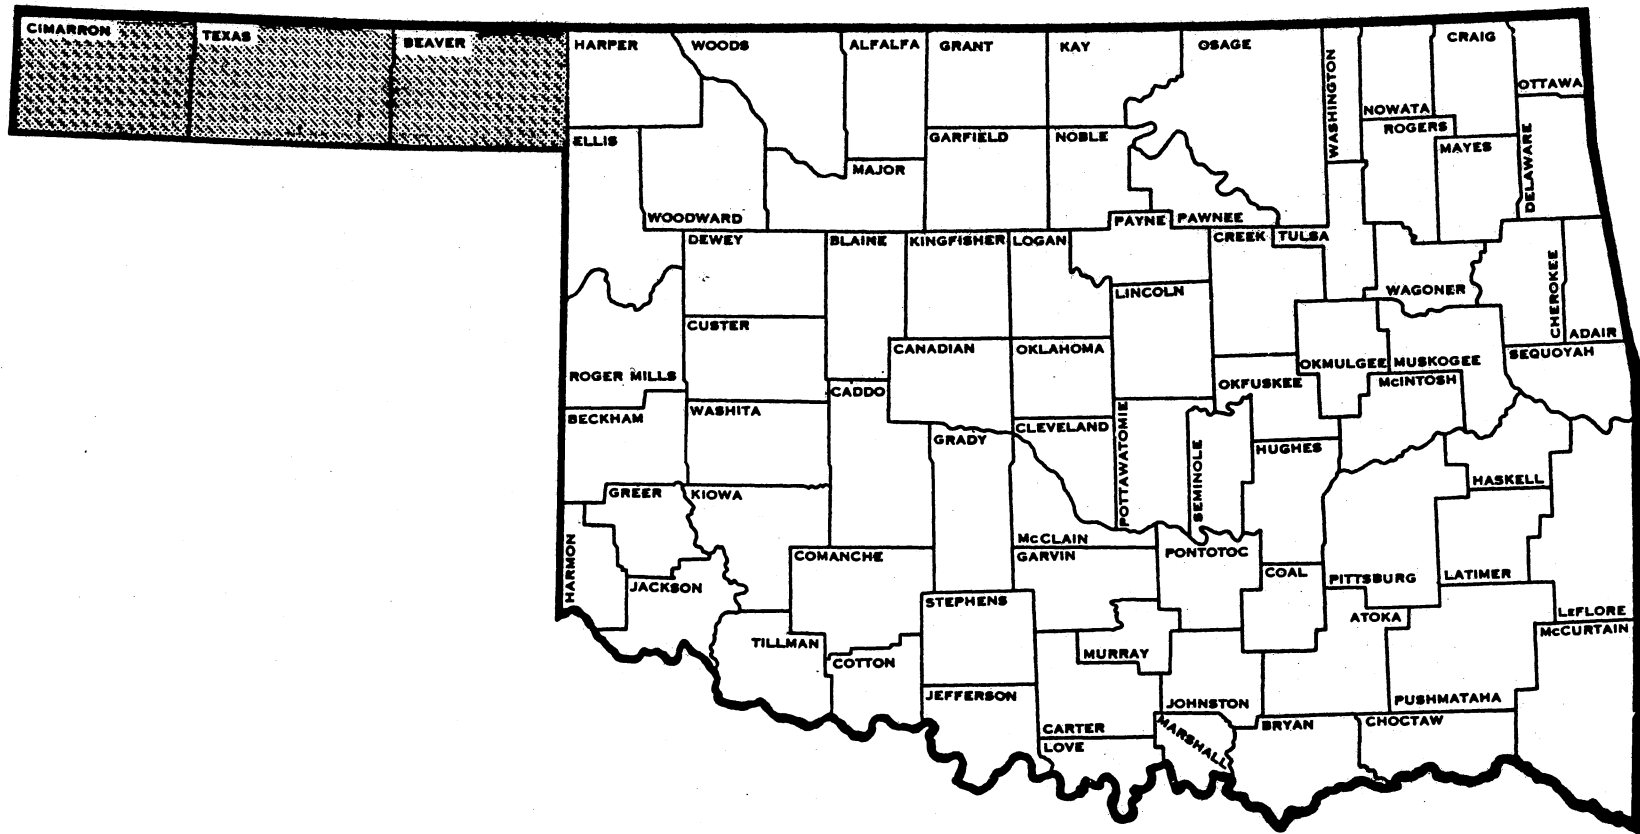 CIMARRON
TEXAS
BEAVER
HARPER
WOODS
ALFALFA
GRANT
KAY
OSAGE
WASHINGTON
NOWATA
CRAIG
OTTAWA
ROGERS
MAYES
DELAWARE
ELLIS
WOODWARD
MAJOR
GARFIELD
NOBLE
PAYNE
PAWNEE
CREEK
TULSA
DEWEY
BLAINE
KINGFISHER
LOGAN
LINCOLN
WAGONER
CHEROKEE
ADAIR
CUSTER
CANADIAN
OKLAHOMA
OKMULGEE
MUSKOGEE
SEQUOYAH
ROGER MILLS
CADDO
OKFUSKEE
McINTOSH
BECKHAM
WASHITA
GRADY
CLEVELAND
POTTAWATOMIE
SEMINOLE
HUGHES
HASKELL
GREER
KIOWA
HARMON
JACKSON
COMANCHE
McCLAIN
GARVIN
PONTOTOC
COAL
PITTSBURG
LATIMER
STEPHENS
ATOKA
LEFLORE
McCURTAIN
TILLMAN
COTTON
MURRAY
JEFFERSON
JOHNSTON
PUSHMATAHA
CARTER
LOVE
MARSHALL
BRYAN
CHOCTAW